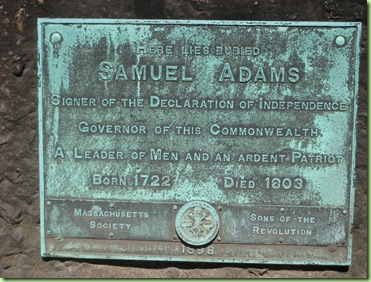 Here lies buried
Samuel Adams
Signer of the Declaration of Independence
Governor of this Commonwealth
A Leader of Men and an ardent Patriot
Born 1722 Died 1803
Massachusetts Society
Sons of the Revolution
1898